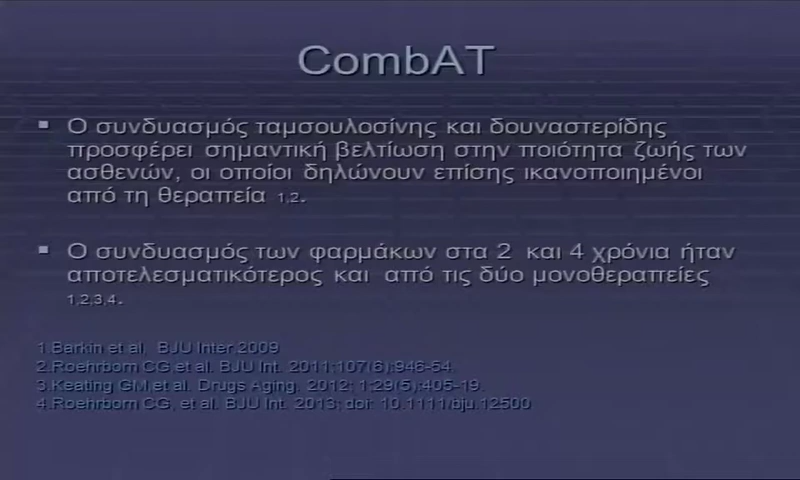 CombAT
Ο συνδυασμός ταμσουλοσίνης και δουναστερίδης
προσφέρει σημαντική βελτίωση στην ποιότητα ζωής των
ασθενών, οι οποίοι δηλώνουν επίσης ικανοποιημένοι
από τη θεραπεία 1,2.
Ο συνδυασμός των φαρμάκων στα 2 και 4 χρόνια ήταν
αποτελεσματικότερος και από τις δύο μονοθεραπείες
1,2,3,4.
1.Barkin et al, BJU Inter 2009
2.Roehrborn CG et al. BJU Int. 2011;107(6):946-54.
3.Keating GM et al. Drugs Aging. 2012; 1;29(5):405-19.
4.Roehrborn CG, et al. BJU Int. 2013; doi: 10.1111/bju.12500